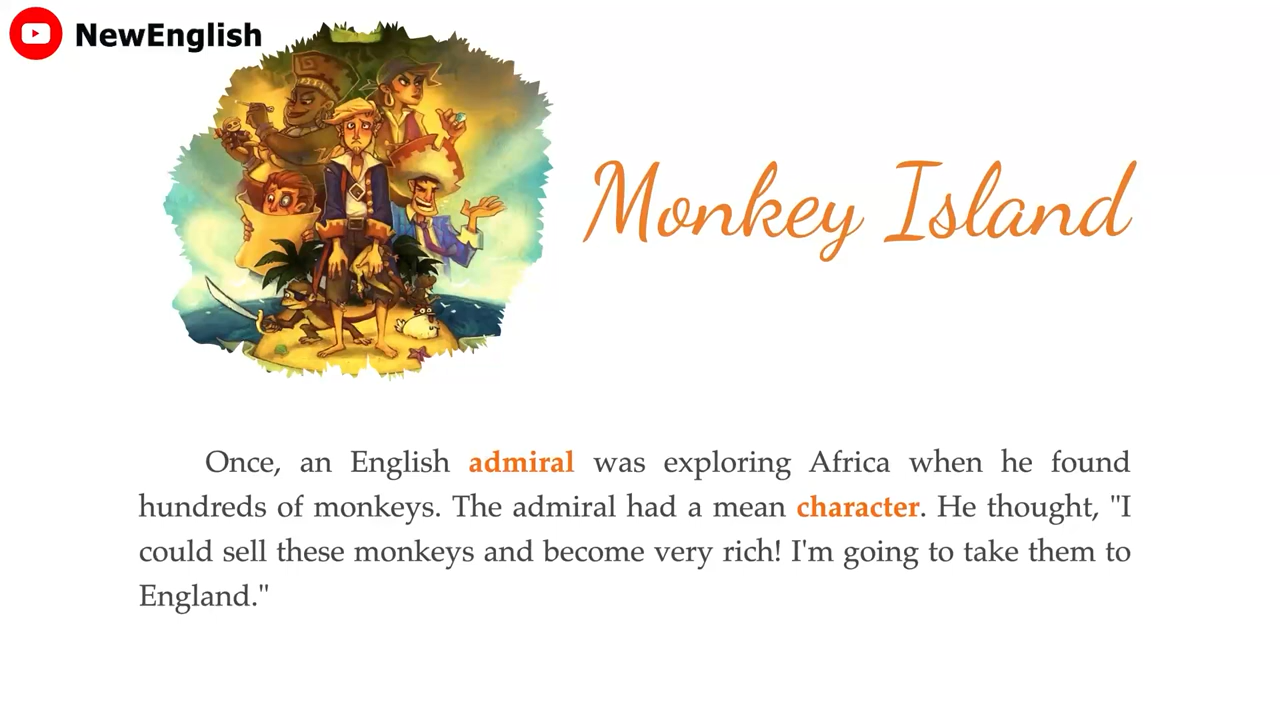 NewEnglish
Monkey Island
Once, an English admiral was exploring Africa when he found
hundreds of monkeys. The admiral had a mean character. He thought, "I
could sell these monkeys and become very rich! I'm going to take them to
England."